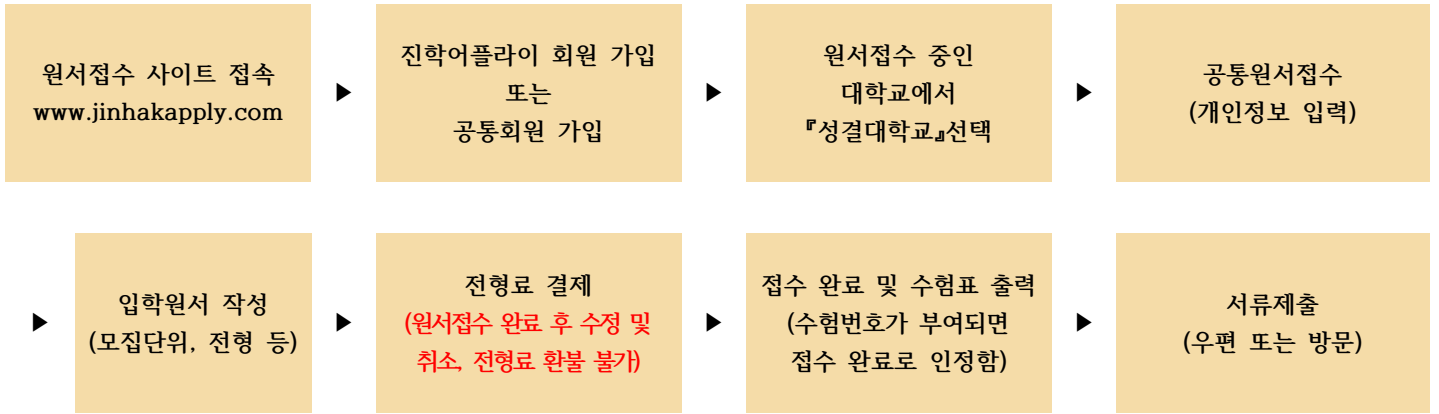 원서접수 사이트 접속
www.jinhakapply.com
▶
진학어플라이 회원 가입
또는
공통회원 가입
▶
원서접수 중인
대학교에서
『성결대학교』선택
▶
공통원서접수
(개인정보 입력)
▶
입학원서 작성
(모집단위, 전형 등)
▶
전형료 결제
(원서접수 완료 후 수정 및
취소, 전형료 환불 불가)
▶
접수 완료 및 수험표 출력
(수험번호가 부여되면
접수 완료로 인정함)
▶
서류제출
(우편 또는 방문)